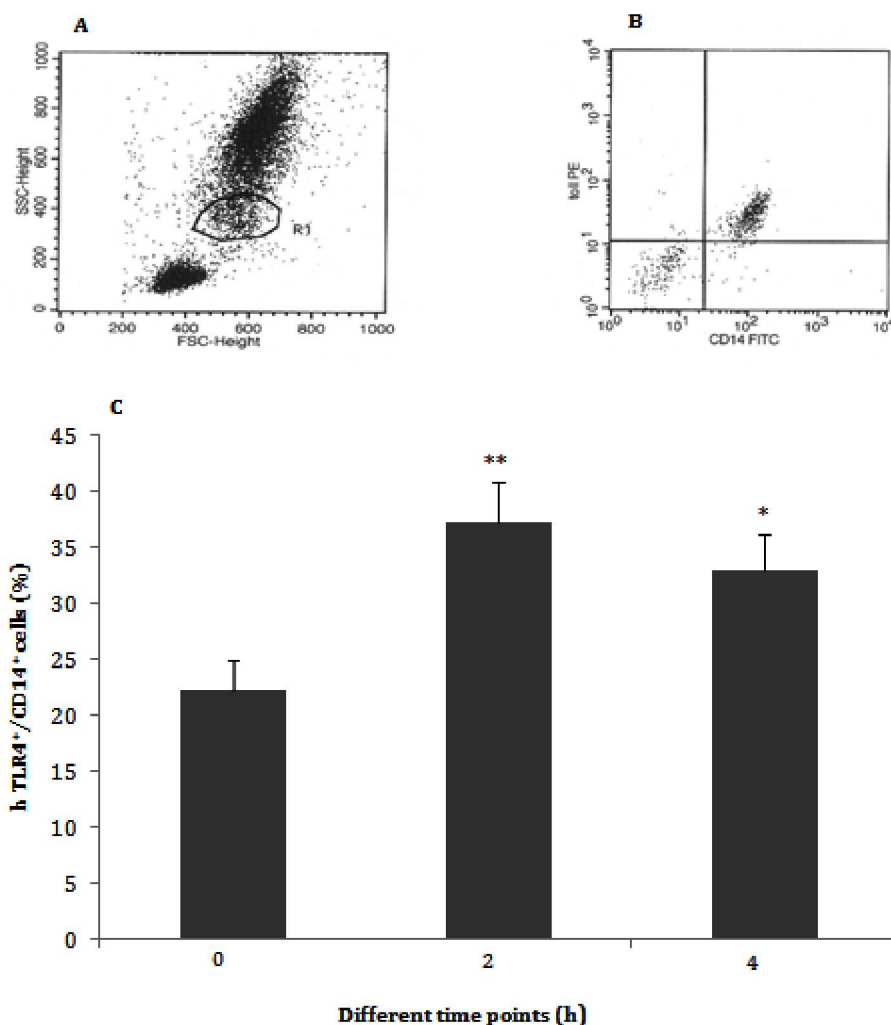 A
B
1000
800
600
400
200
0
SSC-Height
R1
0 200 400 600 800 1000
FSC-Height
10⁴
10³
10²
10¹
10⁰
toll PE
10⁰ 10¹ 10² 10³ 10⁴
CD14 FITC
C
45
40
35
30
25
20
15
10
5
0
h TLR4⁺/CD14⁺ cells (%)
**
*
0 2 4
Different time points (h)